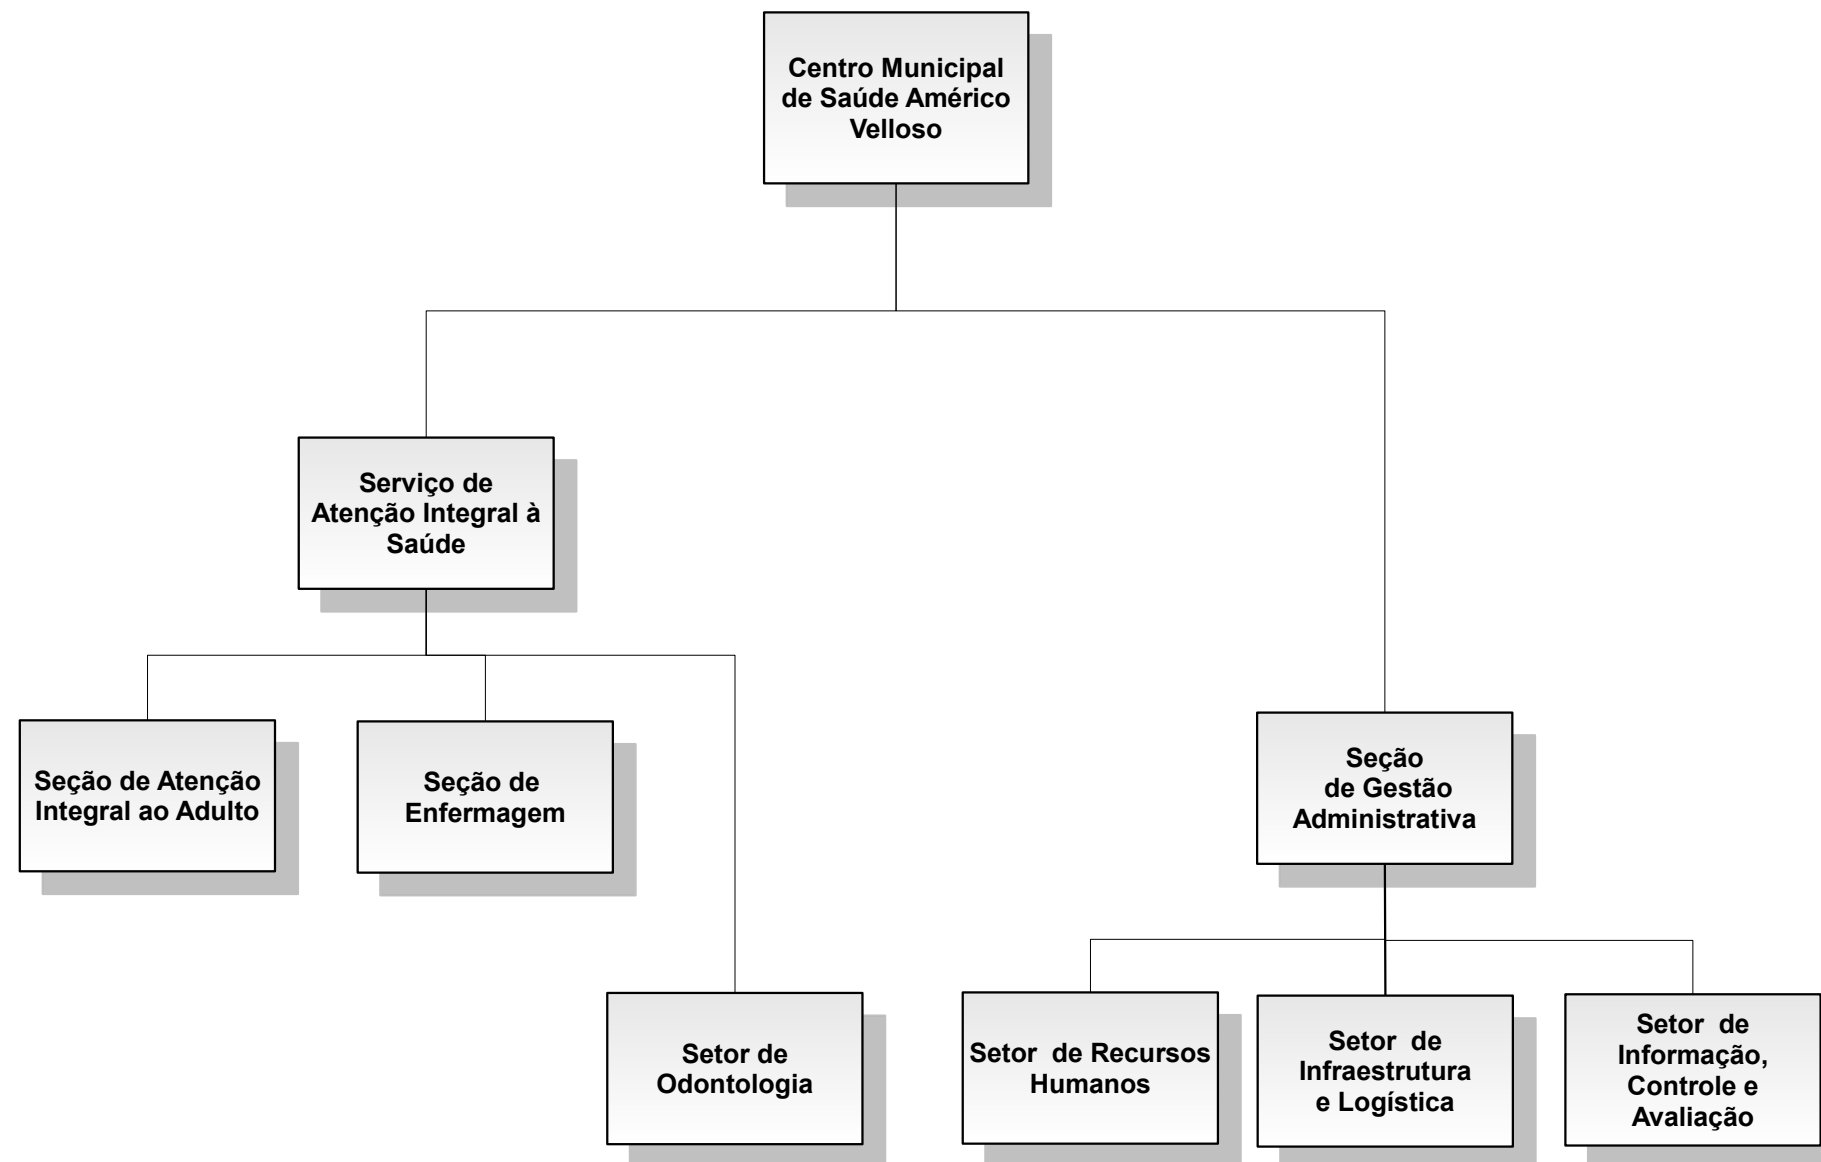 Centro Municipal
de Saúde Américo
Velloso
Serviço de
Atenção Integral à
Saúde
Seção de Atenção
Integral ao Adulto
Seção de
Enfermagem
Seção
de Gestão
Administrativa
Setor de
Odontologia
Setor  de Recursos
Humanos
Setor  de
Infraestrutura
e Logística
Setor  de
Informação,
Controle e
Avaliação